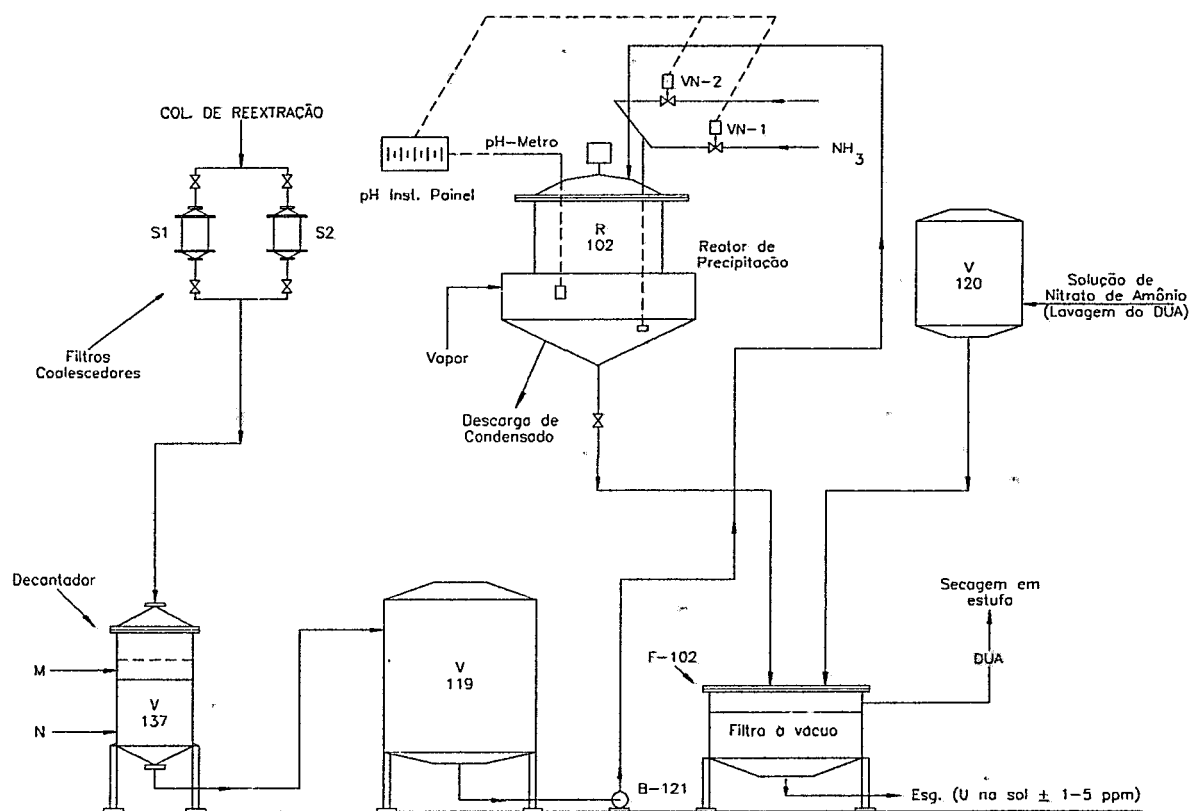 COL. DE REEXTRAÇÃO
S1
S2
Filtros
Coalescedores
pH Inst. Painel
pH-Metro
VN-2
VN-1
NH3
R
102
Reator de
Precipitação
Vapor
Descarga de
Condensado
V
120
Solução de
Nitrato de Amônio
(Lavagem do DUA)
Decantador
M
N
V
137
V
119
B-121
F-102
Filtro à vácuo
DUA
Secagem em
estufa
Esg. (U na sol ± 1-5 ppm)